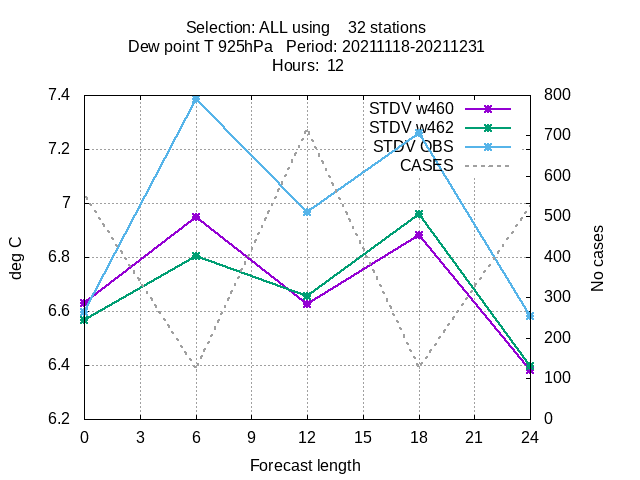 Selection: ALL using 32 stations
Dew point T 925hPa Period: 20211118-20211231
Hours: 12
7.4
7.2
7
6.8
6.6
6.4
6.2
deg C
800
700
600
500
400
300
200
100
0
No cases
STDV w460
STDV w462
STDV OBS
CASES
0 3 6 9 12 15 18 21 24
Forecast length